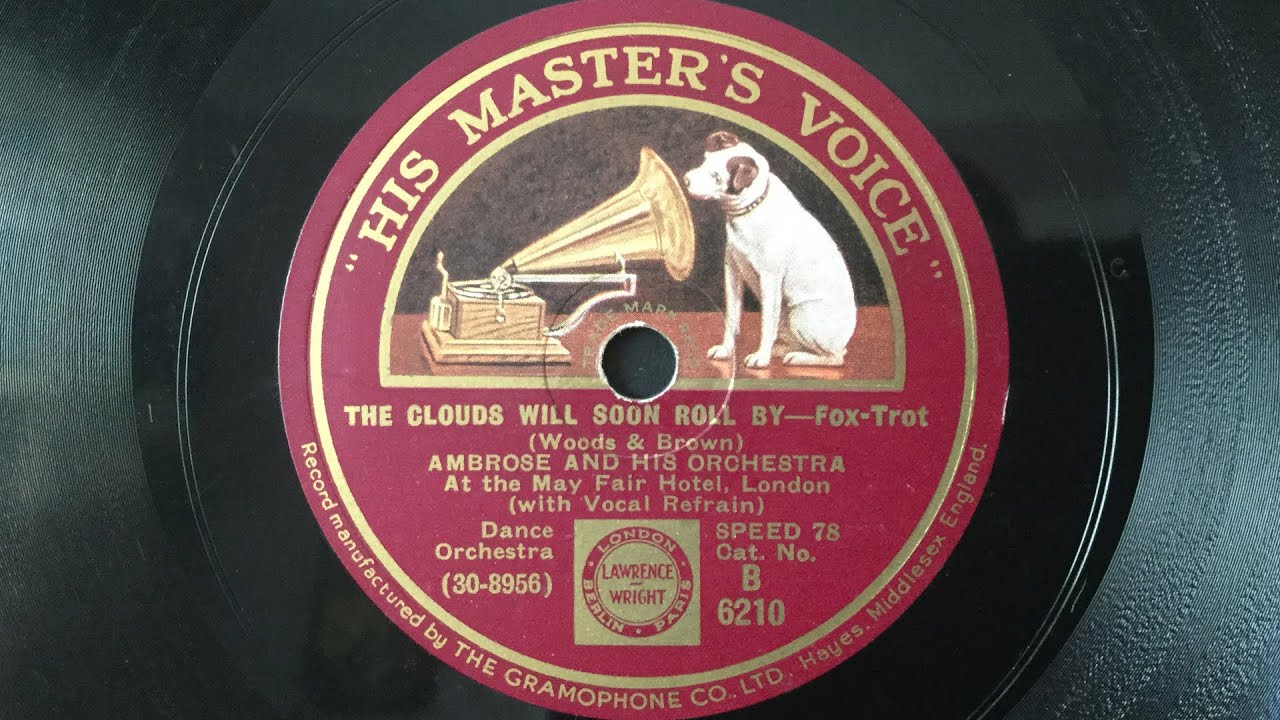 "HIS MASTER'S VOICE"
THE CLOUDS WILL SOON ROLL BY—Fox-Trot
(Woods & Brown)
AMBROSE AND HIS ORCHESTRA
At the May Fair Hotel, London
(with Vocal Refrain)
Dance
Orchestra
(30-8956)
LONDON
LAWRENCE
WRIGHT
BERLIN · PARIS
SPEED 78
Cat. No.
B
6210
Record manufactured by THE GRAMOPHONE CO., LTD., Hayes, Middlesex England.